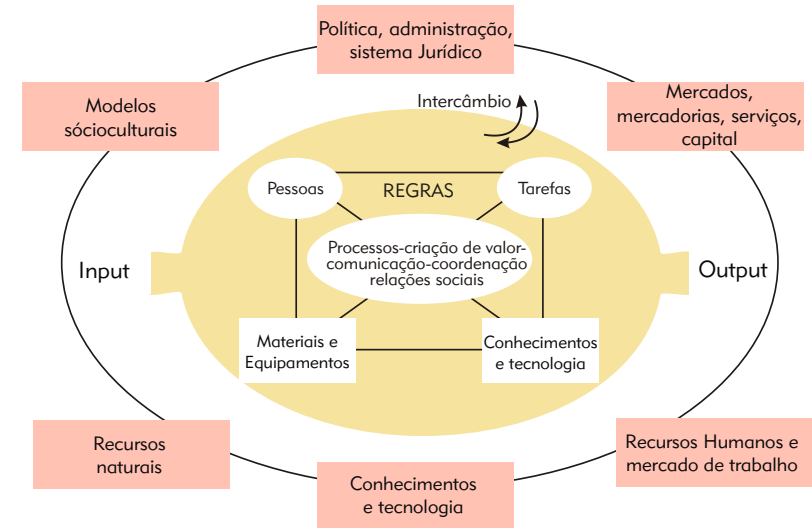 Política, administração,
sistema Jurídico
Modelos
sócioculturais
Intercâmbio
Mercados,
mercadorias, serviços,
capital
Pessoas
REGRAS
Tarefas
Processos-criação de valor-
comunicação-coordenação
relações sociais
Input
Output
Materiais e
Equipamentos
Conhecimentos
e tecnologia
Recursos
naturais
Conhecimentos
e tecnologia
Recursos Humanos e
mercado de trabalho